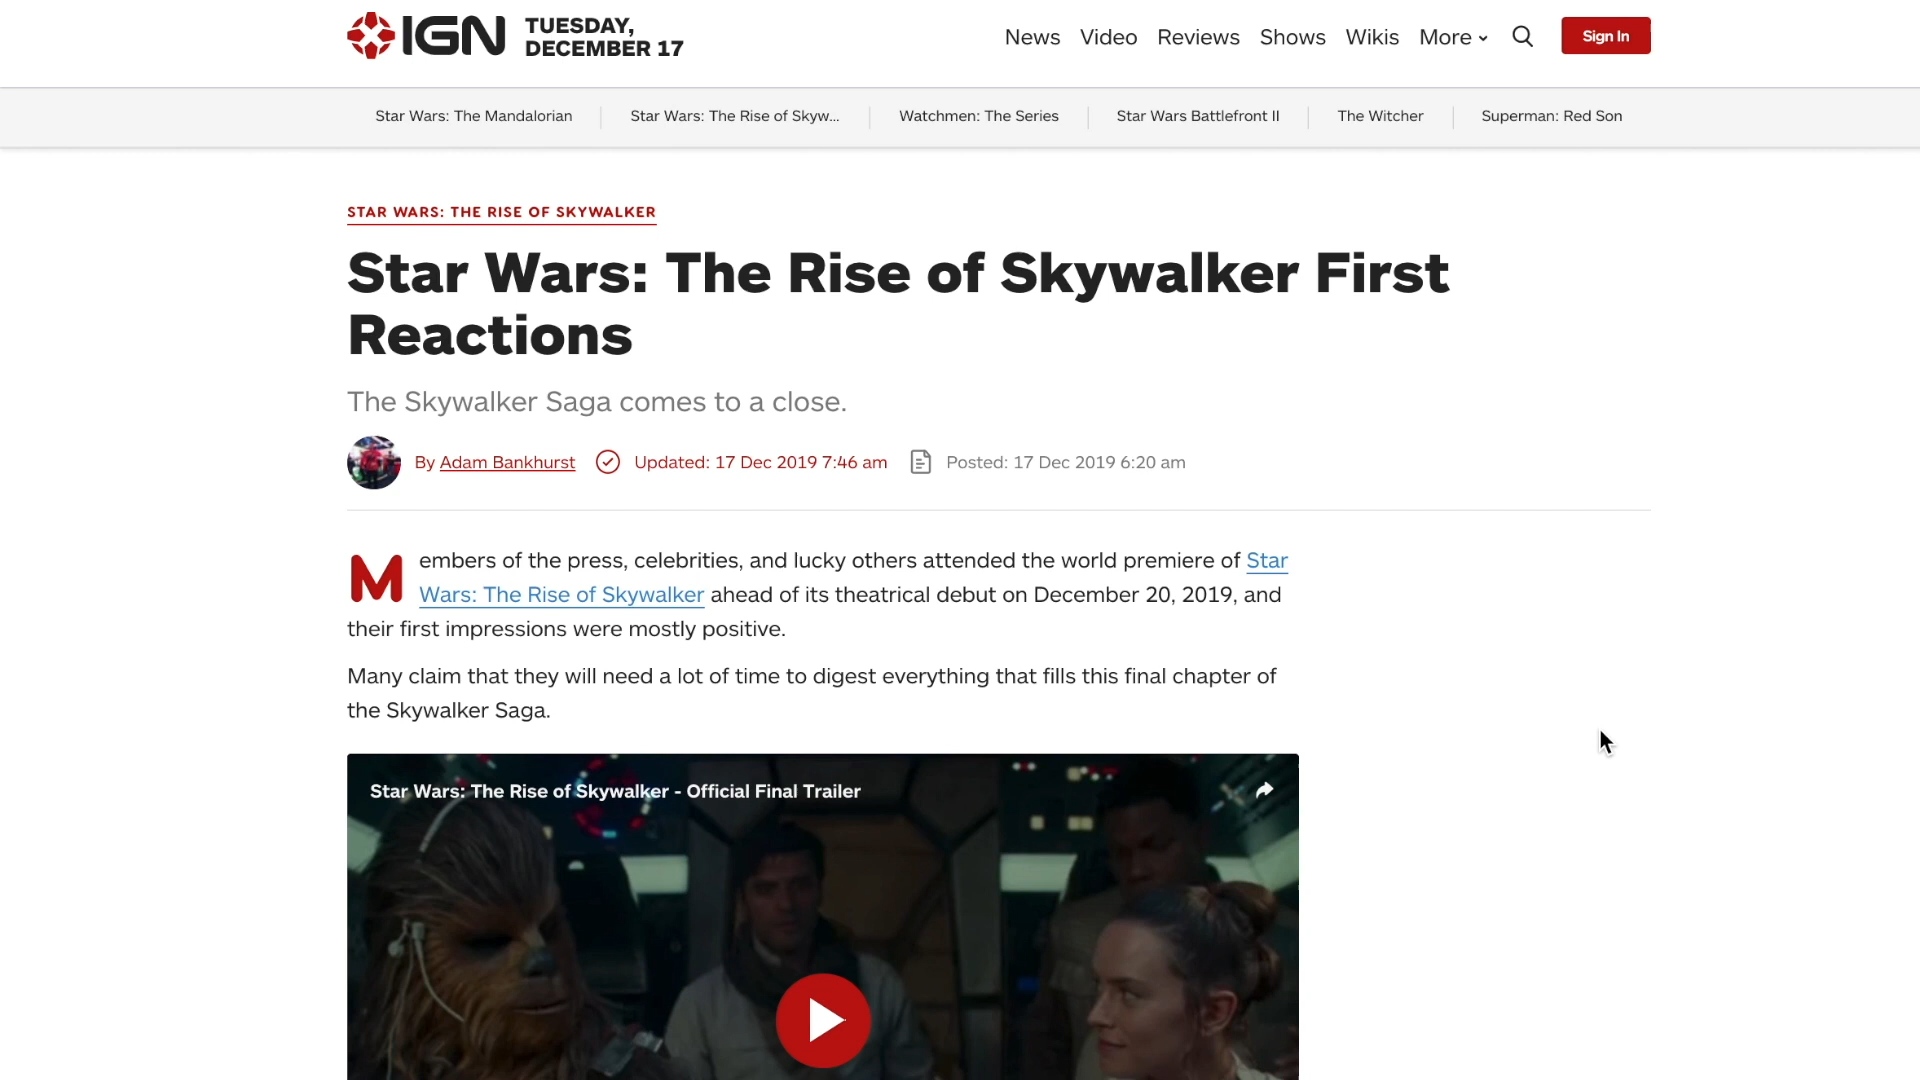 IGN TUESDAY,
DECEMBER 17
News Video Reviews Shows Wikis More Sign In
Star Wars: The Mandalorian Star Wars: The Rise of Skyw... Watchmen: The Series Star Wars Battlefront II The Witcher Superman: Red Son
STAR WARS: THE RISE OF SKYWALKER
Star Wars: The Rise of Skywalker First
Reactions
The Skywalker Saga comes to a close.
By Adam Bankhurst Updated: 17 Dec 2019 7:46 am Posted: 17 Dec 2019 6:20 am
Members of the press, celebrities, and lucky others attended the world premiere of Star
Wars: The Rise of Skywalker ahead of its theatrical debut on December 20, 2019, and
their first impressions were mostly positive.
Many claim that they will need a lot of time to digest everything that fills this final chapter of
the Skywalker Saga.
Star Wars: The Rise of Skywalker - Official Final Trailer